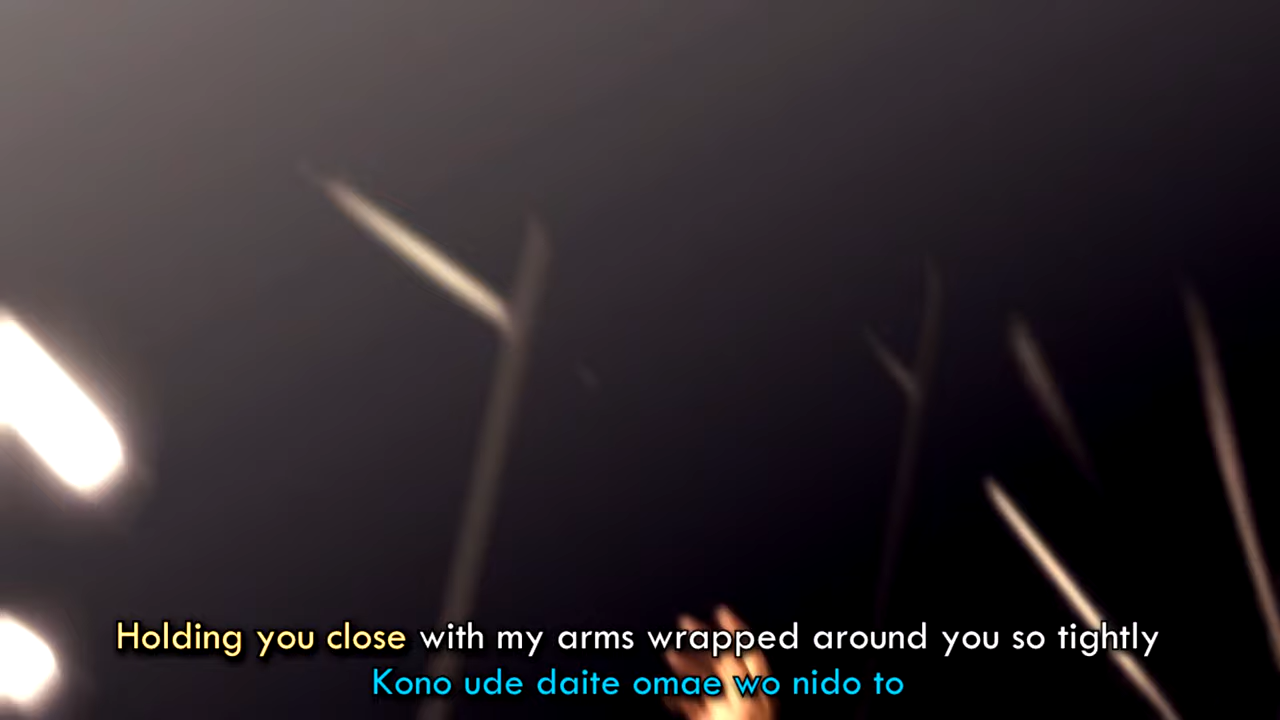 Holding you close with my arms wrapped around you so tightly
Kono ude daite omae wo nido to